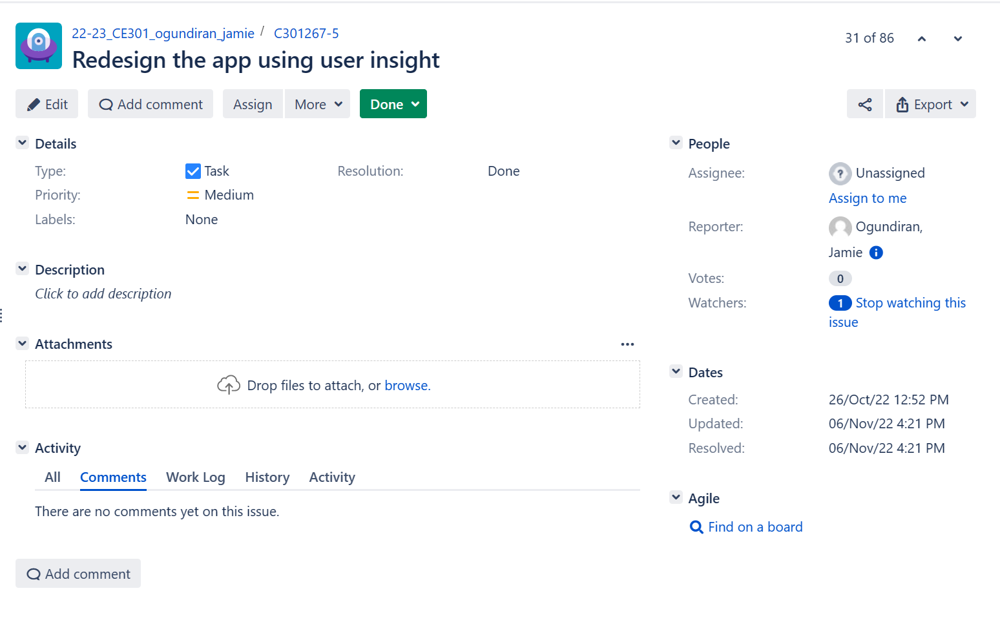 22-23_CE301_ogundiran_jamie / C301267-5
Redesign the app using user insight
31 of 86
Edit
Add comment
Assign
More
Done
Export
Details
Type: Task
Resolution: Done
Priority: Medium
Labels: None
Description
Click to add description
Attachments
Drop files to attach, or browse.
Activity
All Comments Work Log History Activity
There are no comments yet on this issue.
Add comment
People
Assignee: ? Unassigned
Assign to me
Reporter: Ogundiran,
Jamie i
Votes: 0
Watchers: 1 Stop watching this
issue
Dates
Created: 26/Oct/22 12:52 PM
Updated: 06/Nov/22 4:21 PM
Resolved: 06/Nov/22 4:21 PM
Agile
Find on a board